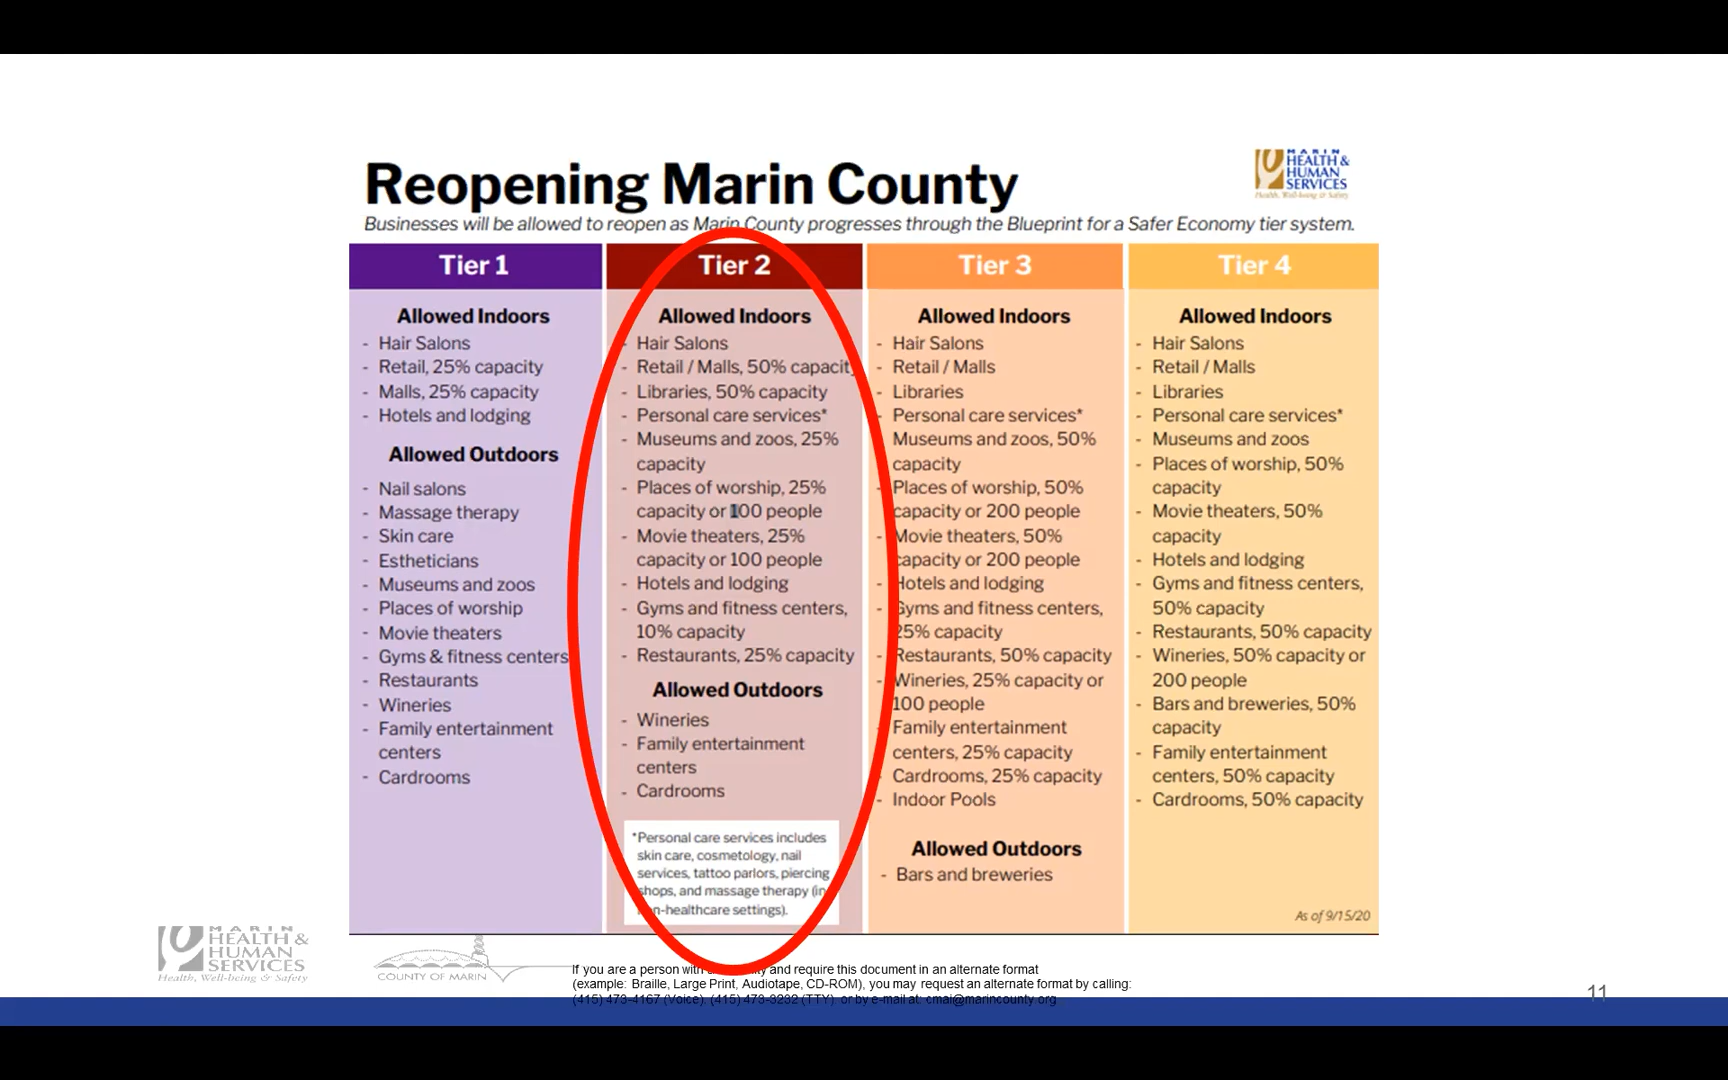 Reopening Marin County
MARIN
HEALTH &
HUMAN
SERVICES
Health, Well-being & Safety
Businesses will be allowed to reopen as Marin County progresses through the Blueprint for a Safer Economy tier system.
Tier 1
Allowed Indoors
- Hair Salons
- Retail, 25% capacity
- Malls, 25% capacity
- Hotels and lodging
Allowed Outdoors
- Nail salons
- Massage therapy
- Skin care
- Estheticians
- Museums and zoos
- Places of worship
- Movie theaters
- Gyms & fitness centers
- Restaurants
- Wineries
- Family entertainment
centers
- Cardrooms
Tier 2
Allowed Indoors
- Hair Salons
- Retail / Malls, 50% capacity
- Libraries, 50% capacity
- Personal care services*
- Museums and zoos, 25%
capacity
- Places of worship, 25%
capacity or 100 people
- Movie theaters, 25%
capacity or 100 people
- Hotels and lodging
- Gyms and fitness centers,
10% capacity
- Restaurants, 25% capacity
Allowed Outdoors
- Wineries
- Family entertainment
centers
- Cardrooms
*Personal care services includes
skin care, cosmetology, nail
services, tattoo parlors, piercing
shops, and massage therapy (in
non-healthcare settings).
Tier 3
Allowed Indoors
- Hair Salons
- Retail / Malls
- Libraries
- Personal care services*
Museums and zoos, 50%
capacity
- Places of worship, 50%
capacity or 200 people
Movie theaters, 50%
capacity or 200 people
- Hotels and lodging
- Gyms and fitness centers,
25% capacity
- Restaurants, 50% capacity
- Wineries, 25% capacity or
100 people
- Family entertainment
centers, 25% capacity
- Cardrooms, 25% capacity
- Indoor Pools
Allowed Outdoors
- Bars and breweries
Tier 4
Allowed Indoors
- Hair Salons
- Retail / Malls
- Libraries
- Personal care services*
- Museums and zoos
- Places of worship, 50%
capacity
- Movie theaters, 50%
capacity
- Hotels and lodging
- Gyms and fitness centers,
50% capacity
- Restaurants, 50% capacity
- Wineries, 50% capacity or
200 people
- Bars and breweries, 50%
capacity
- Family entertainment
centers, 50% capacity
- Cardrooms, 50% capacity
As of 9/15/20
MARIN
HEALTH &
HUMAN
SERVICES
Health, Well-being & Safety
COUNTY OF MARIN
If you are a person with a disability and require this document in an alternate format
(example: Braille, Large Print, Audiotape, CD-ROM), you may request an alternate format by calling:
(415) 473-4167 (Voice), (415) 473-3232 (TTY) or by e-mail at: cmal@marincounty.org
11